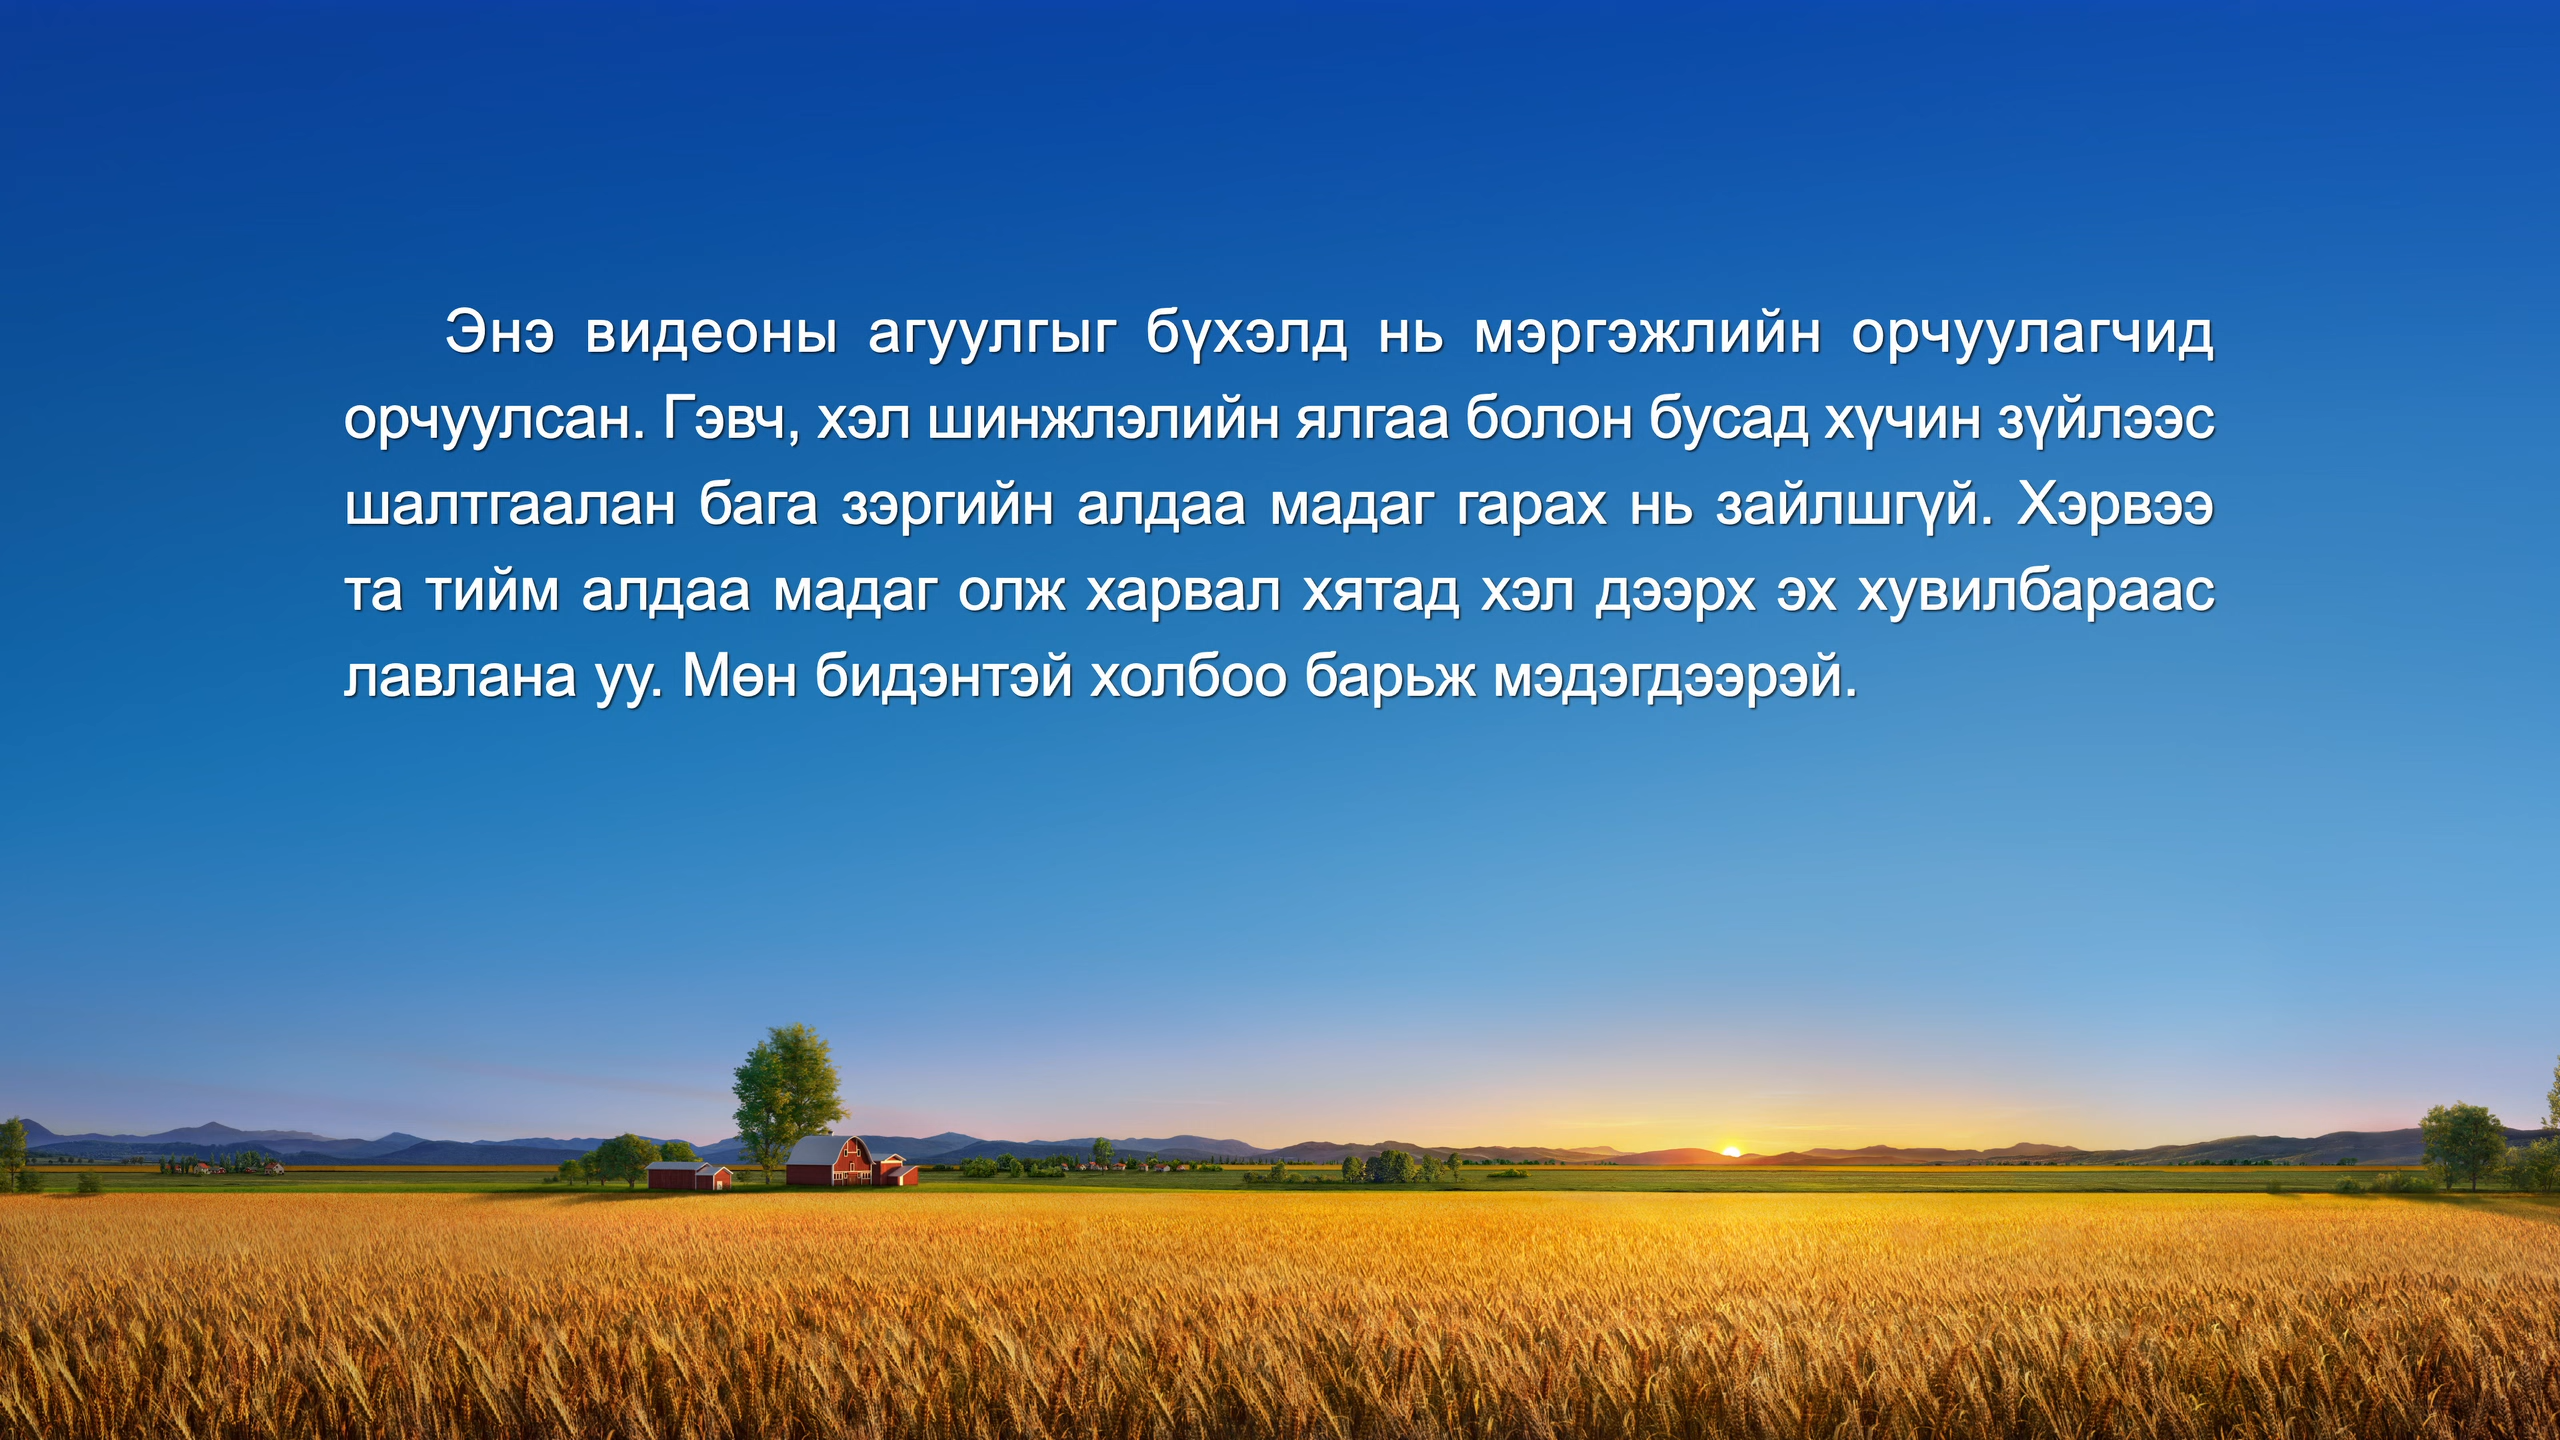 Энэ видеоны агуулгыг бүхэлд нь мэргэжлийн орчуулагчид
орчуулсан. Гэвч, хэл шинжлэлийн ялгаа болон бусад хүчин зүйлээс
шалтгаалан бага зэргийн алдаа мадаг гарах нь зайлшгүй. Хэрвээ
та тийм алдаа мадаг олж харвал хятад хэл дээрх эх хувилбараас
лавлана уу. Мөн бидэнтэй холбоо барьж мэдэгдээрэй.